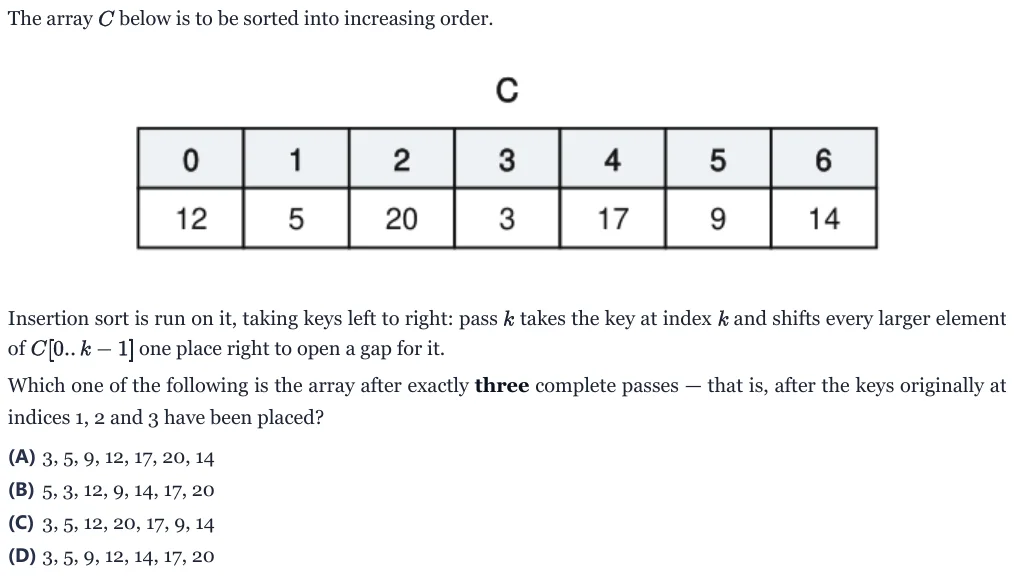 The array C below is to be sorted into increasing order.
C
0 1 2 3 4 5 6
12 5 20 3 17 9 14
Insertion sort is run on it, taking keys left to right: pass k takes the key at index k and shifts every larger element
of C[0.. k − 1] one place right to open a gap for it.
Which one of the following is the array after exactly three complete passes — that is, after the keys originally at
indices 1, 2 and 3 have been placed?
(A) 3, 5, 9, 12, 17, 20, 14
(B) 5, 3, 12, 9, 14, 17, 20
(C) 3, 5, 12, 20, 17, 9, 14
(D) 3, 5, 9, 12, 14, 17, 20